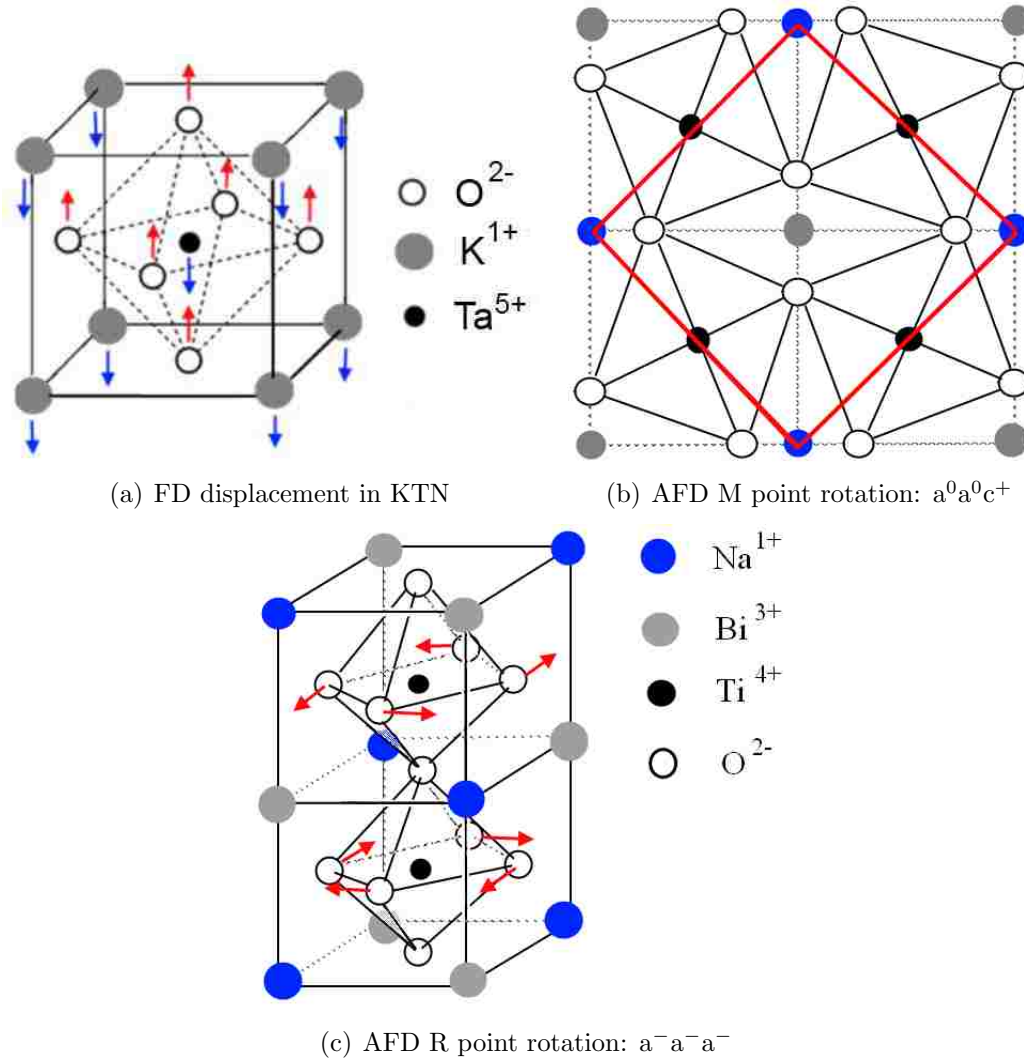 O²⁻
K¹⁺
Ta⁵⁺
(a) FD displacement in KTN
(b) AFD M point rotation: a⁰a⁰c⁺
Na¹⁺
Bi³⁺
Ti⁴⁺
O²⁻
(c) AFD R point rotation: a⁻a⁻a⁻